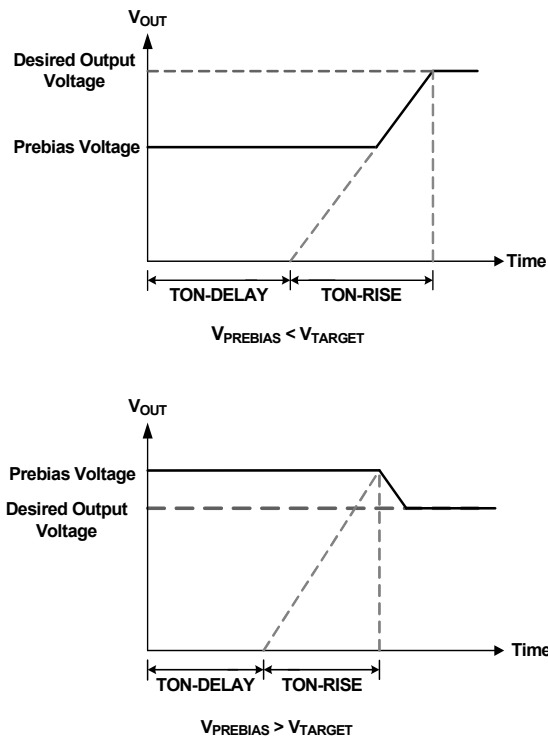 VOUT
Desired Output
Voltage
Prebias Voltage
Time
TON-DELAY TON-RISE
VPREBIAS < VTARGET
VOUT
Prebias Voltage
Desired Output
Voltage
Time
TON-DELAY TON-RISE
VPREBIAS > VTARGET